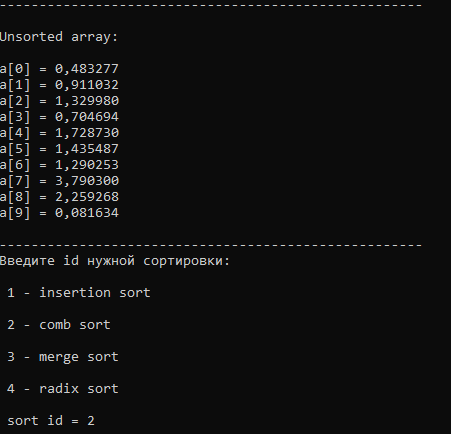 -----------------------------------------------------
Unsorted array:
a[0] = 0,483277
a[1] = 0,911032
a[2] = 1,329980
a[3] = 0,704694
a[4] = 1,728730
a[5] = 1,435487
a[6] = 1,290253
a[7] = 3,790300
a[8] = 2,259268
a[9] = 0,081634
-----------------------------------------------------
Введите id нужной сортировки:
1 - insertion sort
2 - comb sort
3 - merge sort
4 - radix sort
sort id = 2